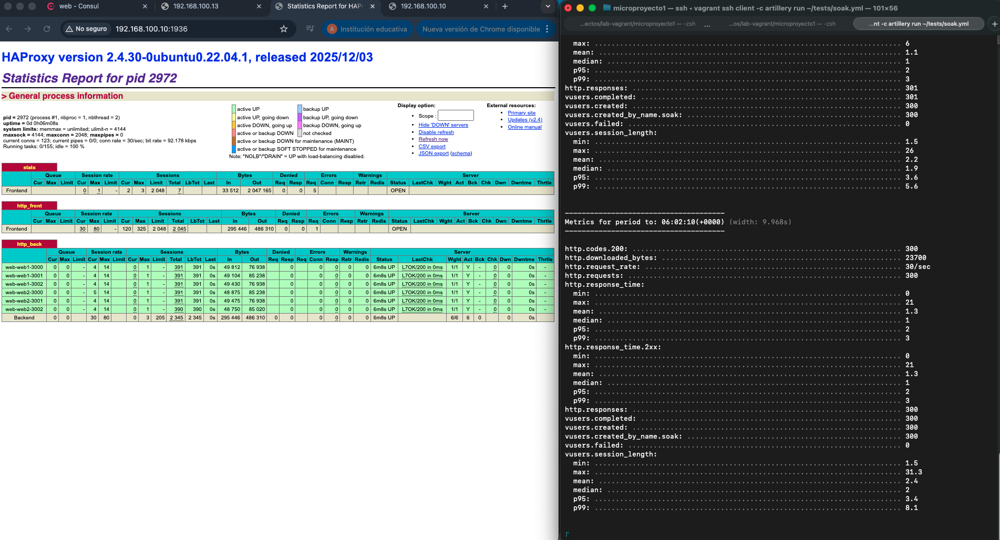 web - Consul
192.168.100.13
Statistics Report for HAPr
192.168.100.10
No seguro
192.168.100.10:1936
A Institución educativa
Nueva versión de Chrome disponible
HAProxy version 2.4.30-0ubuntu0.22.04.1, released 2025/12/03
Statistics Report for pid 2972
> General process information
pid = 2972 (process #1, nbproc = 1, nbthread = 2)
uptime = 0d 0h06m08s
system limits: memmax = unlimited; ulimit-n = 4144
maxsock = 4144; maxconn = 2048; maxpipes = 0
current conns = 123; current pipes = 0/0; conn rate = 30/sec; bit rate = 92.178 kbps
Running tasks: 0/155; idle = 100 %
active UP backup UP
active UP, going down backup UP, going down
active DOWN, going up backup DOWN, going up
active or backup DOWN not checked
active or backup DOWN for maintenance (MAINT)
active or backup SOFT STOPPED for maintenance
Note: "NOLB"/"DRAIN" = UP with load-balancing disabled.
Display option:
Scope :
Hide 'DOWN' servers
Disable refresh
Refresh now
CSV export
JSON export (schema)
External resources:
Primary site
Updates (v2.4)
Online manual
stats
Queue Session rate Sessions Bytes Denied Errors Warnings Server
Cur Max Limit Cur Max Limit Cur Max Limit Total LbTot Last In Out Req Resp Req Conn Resp Retr Redis Status LastChk Wght Act Bck Chk Dwn Dwntme Thrtle
Frontend 0 1 - 2 3 2 048 7 33 512 2 047 165 0 0 5 OPEN
http_front
Queue Session rate Sessions Bytes Denied Errors Warnings Server
Cur Max Limit Cur Max Limit Cur Max Limit Total LbTot Last In Out Req Resp Req Conn Resp Retr Redis Status LastChk Wght Act Bck Chk Dwn Dwntme Thrtle
Frontend 30 80 - 120 325 2 048 2 045 295 446 486 310 0 0 1 OPEN
http_back
Queue Session rate Sessions Bytes Denied Errors Warnings Server
Cur Max Limit Cur Max Limit Cur Max Limit Total LbTot Last In Out Req Resp Req Conn Resp Retr Redis Status LastChk Wght Act Bck Chk Dwn Dwntme Thrtle
web-web1-3000 0 0 - 4 14 0 1 - 391 391 0s 49 812 76 938 0 0 0 0 0 6m8s UP L7OK/200 in 0ms 1/1 Y - 0 0 0s -
web-web1-3001 0 0 - 4 14 0 1 - 391 391 0s 49 104 85 238 0 0 0 0 0 6m8s UP L7OK/200 in 0ms 1/1 Y - 0 0 0s -
web-web1-3002 0 0 - 4 14 0 1 - 391 391 0s 49 430 76 938 0 0 0 0 0 6m8s UP L7OK/200 in 0ms 1/1 Y - 0 0 0s -
web-web2-3000 0 0 - 5 14 0 1 - 391 391 0s 48 875 85 238 0 0 0 0 0 6m8s UP L7OK/200 in 0ms 1/1 Y - 0 0 0s -
web-web2-3001 0 0 - 4 14 0 1 - 391 391 0s 49 475 76 938 0 0 0 0 0 6m8s UP L7OK/200 in 0ms 1/1 Y - 0 0 0s -
web-web2-3002 0 0 - 4 14 0 1 - 390 390 0s 48 750 85 020 0 0 0 0 0 6m8s UP L7OK/200 in 0ms 1/1 Y - 0 0 0s -
Backend 0 0 30 80 0 3 205 2 345 2 345 0s 295 446 486 310 0 0 0 0 0 0 6m8s UP 6/6 6 0 0 0s
microproyecto1 — ssh ◂ vagrant ssh client -c artillery run ~/tests/soak.yml — 101×56
...ectos/lab-vagrant/microproyecto1 — -zsh
...
...os/lab-vagrant/microproyecto1 — -zsh
...nt -c artillery run ~/tests/soak.yml
max: 6
mean: 1.1
median: 1
p95: 2
p99: 3
http.responses: 301
vusers.completed: 301
vusers.created: 300
vusers.created_by_name.soak: 300
vusers.failed: 0
vusers.session_length:
min: 1.5
max: 26
mean: 2.2
median: 1.9
p95: 3.6
p99: 5.6
--------------------------------------
Metrics for period to: 06:02:10(+0000) (width: 9.968s)
--------------------------------------
http.codes.200: 300
http.downloaded_bytes: 23700
http.request_rate: 30/sec
http.requests: 300
http.response_time:
min: 0
max: 21
mean: 1.3
median: 1
p95: 2
p99: 3
http.response_time.2xx:
min: 0
max: 21
mean: 1.3
median: 1
p95: 2
p99: 3
http.responses: 300
vusers.completed: 300
vusers.created: 300
vusers.created_by_name.soak: 300
vusers.failed: 0
vusers.session_length:
min: 1.5
max: 31.3
mean: 2.4
median: 2
p95: 3.4
p99: 8.1